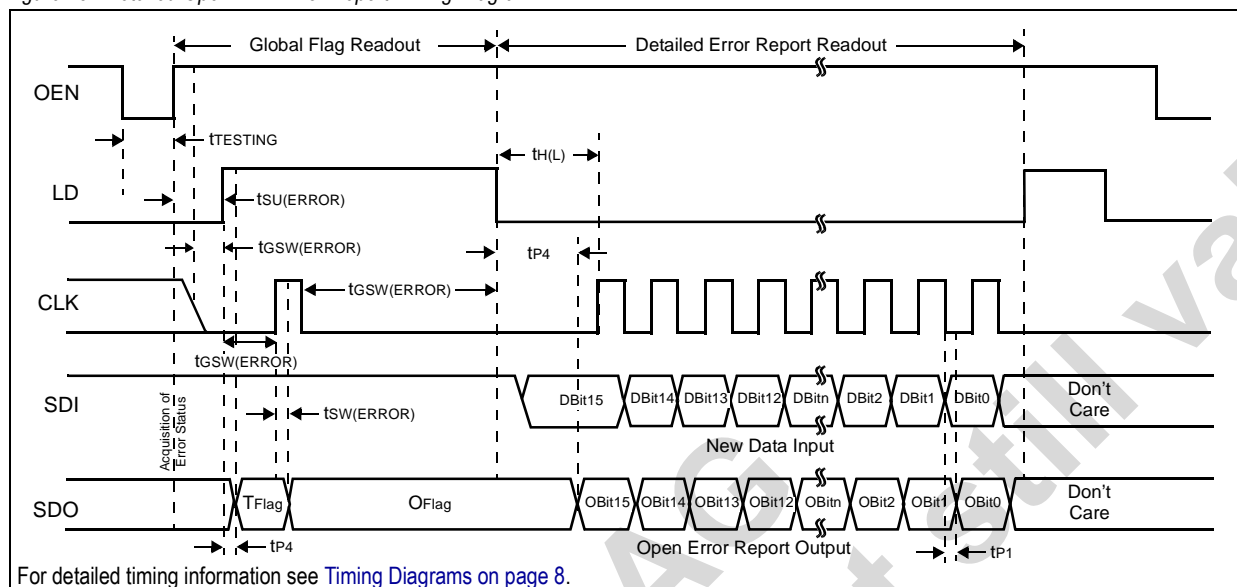 Global Flag Readout
Detailed Error Report Readout
OEN
tTESTING
tH(L)
LD
tSU(ERROR)
tGSW(ERROR)
tP4
CLK
tGSW(ERROR)
tGSW(ERROR)
SDI
DBit15
DBit14
DBit13
DBit12
DBitn
DBit2
DBit1
DBit0
Don't
Care
tSW(ERROR)
New Data Input
Acquisition of
Error Status
SDO
TFlag
OFlag
OBit15
OBit14
OBit13
OBit12
OBitn
OBit2
OBit1
OBit0
Don't
Care
tP4
Open Error Report Output
tP1
For detailed timing information see Timing Diagrams on page 8.
AG
still va